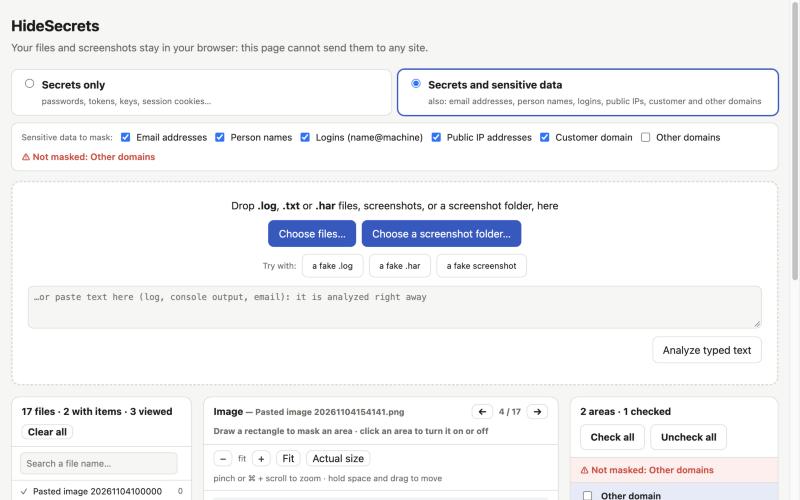 HideSecrets
Your files and screenshots stay in your browser: this page cannot send them to any site.
Secrets only
passwords, tokens, keys, session cookies...
Secrets and sensitive data
also: email addresses, person names, logins, public IPs, customer and other domains
Sensitive data to mask: Email addresses Person names Logins (name@machine) Public IP addresses Customer domain Other domains
⚠ Not masked: Other domains
Drop .log, .txt or .har files, screenshots, or a screenshot folder, here
Choose files... Choose a screenshot folder...
Try with: a fake .log a fake .har a fake screenshot
…or paste text here (log, console output, email): it is analyzed right away
Analyze typed text
17 files · 2 with items · 3 viewed
Clear all
Search a file name...
✓ Pasted image 20261104100000 0
Image — Pasted image 20261104154141.png ← 4 / 17 →
Draw a rectangle to mask an area · click an area to turn it on or off
− fit + Fit Actual size
pinch or ⌘ + scroll to zoom · hold space and drag to move
2 areas · 1 checked
Check all Uncheck all
⚠ Not masked: Other domains
Other domain